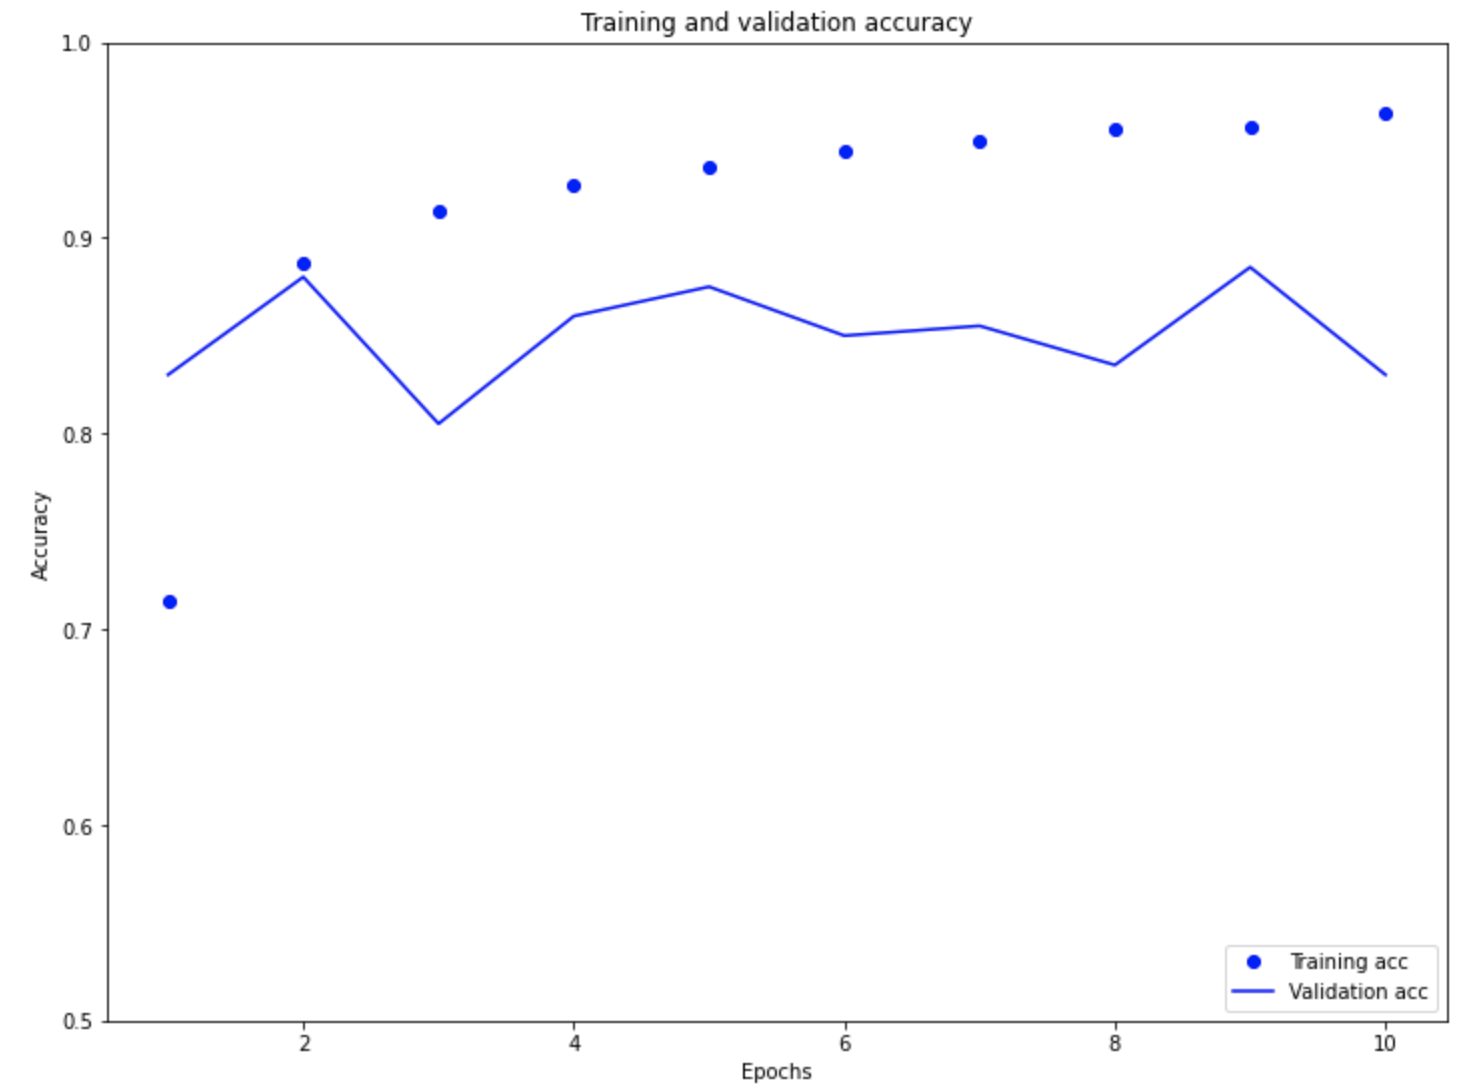 Training and validation accuracy
1.0
0.9
0.8
0.7
0.6
0.5
Accuracy
2 4 6 8 10
Epochs
Training acc
Validation acc